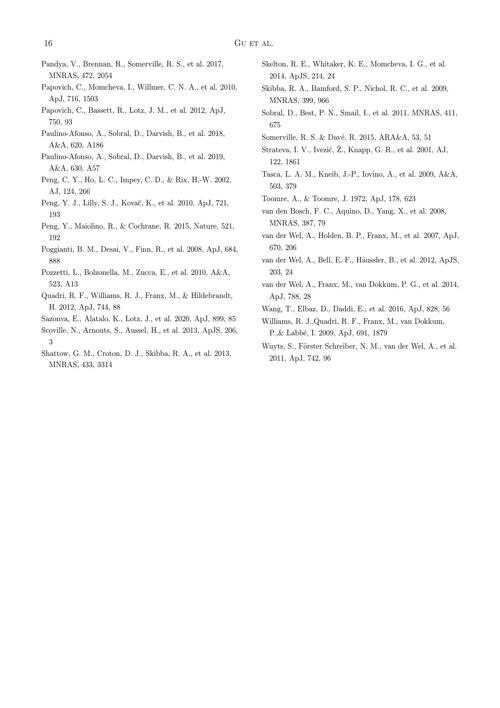 16
Gu et al.
Pandya, V., Brennan, R., Somerville, R. S., et al. 2017,
MNRAS, 472, 2054
Papovich, C., Momcheva, I., Willmer, C. N. A., et al. 2010,
ApJ, 716, 1503
Papovich, C., Bassett, R., Lotz, J. M., et al. 2012, ApJ,
750, 93
Paulino-Afonso, A., Sobral, D., Darvish, B., et al. 2018,
A&A, 620, A186
Paulino-Afonso, A., Sobral, D., Darvish, B., et al. 2019,
A&A, 630, A57
Peng, C. Y., Ho, L. C., Impey, C. D., & Rix, H.-W. 2002,
AJ, 124, 266
Peng, Y. J., Lilly, S. J., Kovač, K., et al. 2010, ApJ, 721,
193
Peng, Y., Maiolino, R., & Cochrane, R. 2015, Nature, 521,
192
Poggianti, B. M., Desai, V., Finn, R., et al. 2008, ApJ, 684,
888
Pozzetti, L., Bolzonella, M., Zucca, E., et al. 2010, A&A,
523, A13
Quadri, R. F., Williams, R. J., Franx, M., & Hildebrandt,
H. 2012, ApJ, 744, 88
Sazonva, E., Alatalo, K., Lotz, J., et al. 2020, ApJ, 899, 85
Scoville, N., Arnouts, S., Aussel, H., et al. 2013, ApJS, 206,
3
Shattow, G. M., Croton, D. J., Skibba, R. A., et al. 2013,
MNRAS, 433, 3314
Skelton, R. E., Whitaker, K. E., Momcheva, I. G., et al.
2014, ApJS, 214, 24
Skibba, R. A., Bamford, S. P., Nichol, R. C., et al. 2009,
MNRAS, 399, 966
Sobral, D., Best, P. N., Smail, I., et al. 2011, MNRAS, 411,
675
Somerville, R. S. & Davé, R. 2015, ARA&A, 53, 51
Strateva, I. V., Ivezić, Ž., Knapp, G. R., et al. 2001, AJ,
122, 1861
Tasca, L. A. M., Kneib, J.-P., Iovino, A., et al. 2009, A&A,
503, 379
Toomre, A., & Toomre, J. 1972, ApJ, 178, 623
van den Bosch, F. C., Aquino, D., Yang, X., et al. 2008,
MNRAS, 387, 79
van der Wel, A., Holden, B. P., Franx, M., et al. 2007, ApJ,
670, 206
van der Wel, A., Bell, E. F., Häussler, B., et al. 2012, ApJS,
203, 24
van der Wel, A., Franx, M., van Dokkum, P. G., et al. 2014,
ApJ, 788, 28
Wang, T., Elbaz, D., Daddi, E., et al. 2016, ApJ, 828, 56
Williams, R. J.,Quadri, R. F., Franx, M., van Dokkum,
P.,& Labbé, I. 2009, ApJ, 691, 1879
Wuyts, S., Förster Schreiber, N. M., van der Wel, A., et al.
2011, ApJ, 742, 96